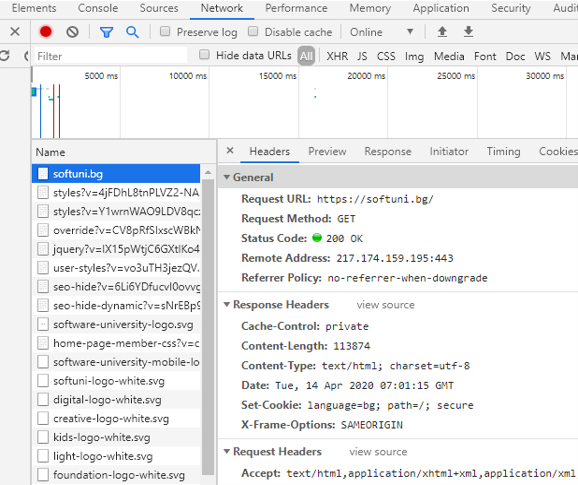 Elements Console Sources Network Performance Memory Application Security Audit
Preserve log Disable cache Online
Filter Hide data URLs All XHR JS CSS Img Media Font Doc WS Man
5000 ms 10000 ms 15000 ms 20000 ms 25000 ms 30000 ms
Name
× Headers Preview Response Initiator Timing Cookies
softuni.bg
styles?v=4jFDhL8tnPLVZ2-NA
styles?v=Y1wrnWAO9LDV8qcz
override?v=CV8pRfSlxscWBkN
jquery?v=IX15pWtjC6GXtIKo4
user-styles?v=vo3uTH3jezQV.
seo-hide?v=6Li6YDfucvI0ovvg
seo-hide-dynamic?v=sNrEBp9
software-university-logo.svg
home-page-member-css?v=c
software-university-mobile-lo
softuni-logo-white.svg
digital-logo-white.svg
creative-logo-white.svg
kids-logo-white.svg
light-logo-white.svg
foundation-logo-white.svg
General
Request URL: https://softuni.bg/
Request Method: GET
Status Code: 200 OK
Remote Address: 217.174.159.195:443
Referrer Policy: no-referrer-when-downgrade
Response Headers view source
Cache-Control: private
Content-Length: 113874
Content-Type: text/html; charset=utf-8
Date: Tue, 14 Apr 2020 07:01:15 GMT
Set-Cookie: language=bg; path=/; secure
X-Frame-Options: SAMEORIGIN
Request Headers view source
Accept: text/html,application/xhtml+xml,application/xml